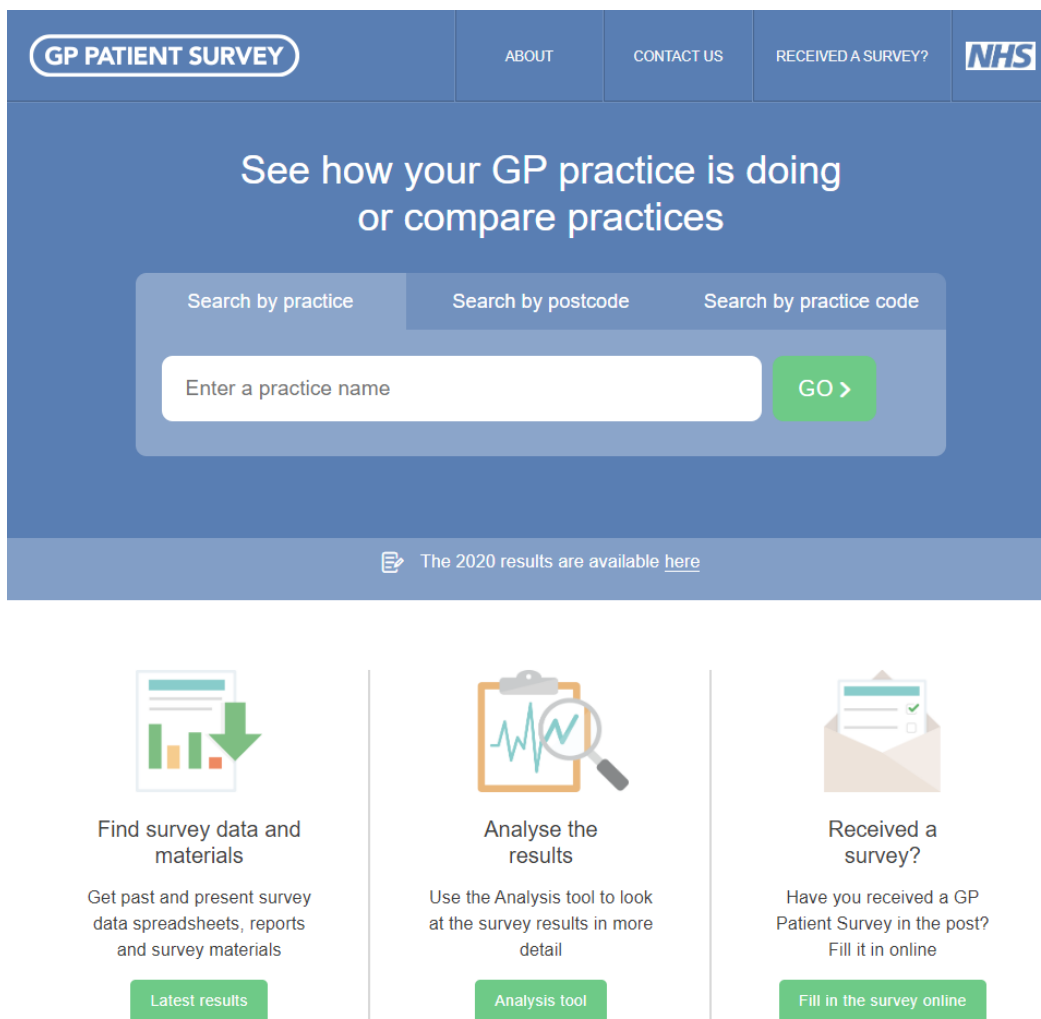 GP PATIENT SURVEY
ABOUT
CONTACT US
RECEIVED A SURVEY?
NHS
See how your GP practice is doing
or compare practices
Search by practice
Search by postcode
Search by practice code
Enter a practice name
GO
The 2020 results are available here
Find survey data and
materials
Get past and present survey
data spreadsheets, reports
and survey materials
Latest results
Analyse the
results
Use the Analysis tool to look
at the survey results in more
detail
Analysis tool
Received a
survey?
Have you received a GP
Patient Survey in the post?
Fill it in online
Fill in the survey online